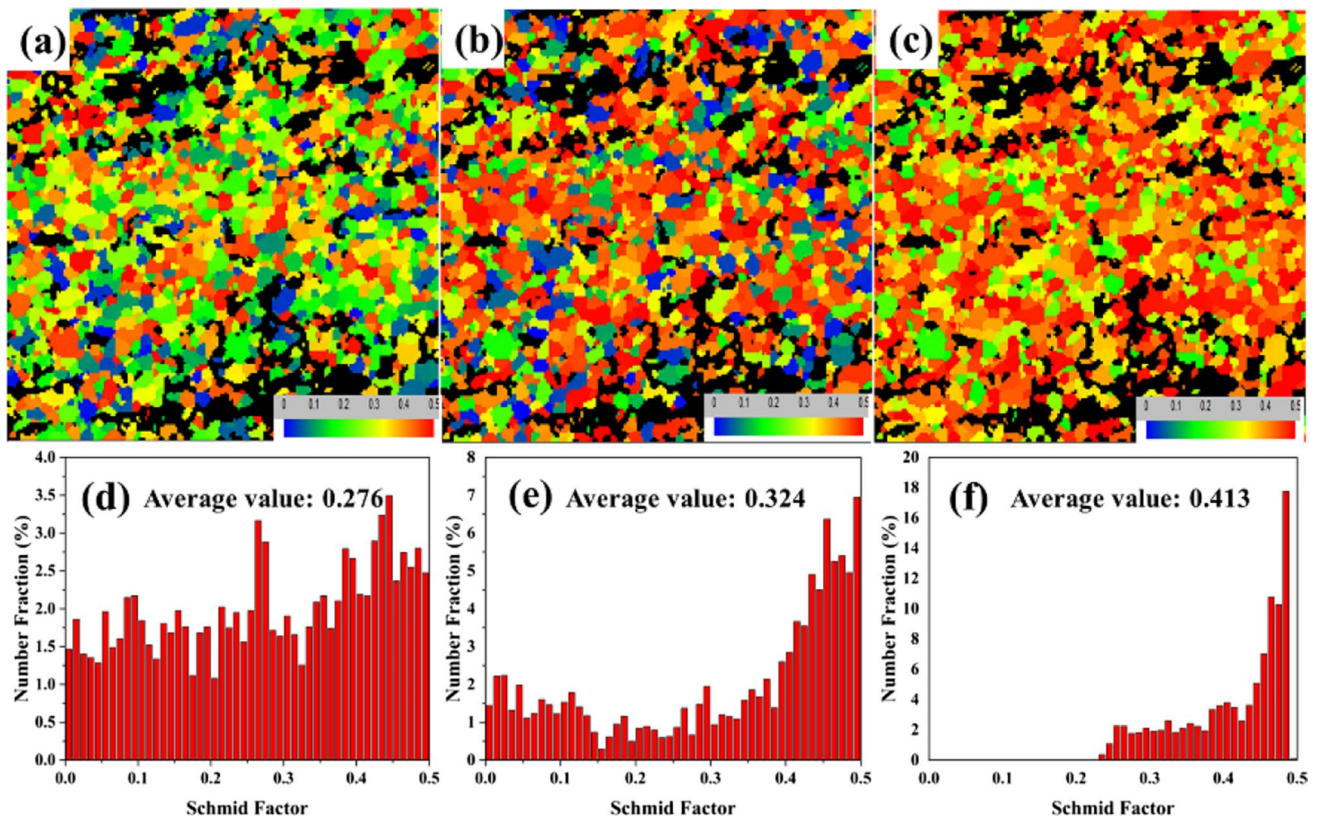 (a)
(b)
(c)
0 0.1 0.2 0.3 0.4 0.5
0 0.1 0.2 0.3 0.4 0.5
0 0.1 0.2 0.3 0.4 0.5
(d) Average value: 0.276
Number Fraction (%)
4.0
3.5
3.0
2.5
2.0
1.5
1.0
0.5
0.0
0.0 0.1 0.2 0.3 0.4 0.5
Schmid Factor
(e) Average value: 0.324
Number Fraction (%)
8
7
6
5
4
3
2
1
0
0.0 0.1 0.2 0.3 0.4 0.5
Schmid Factor
(f) Average value: 0.413
Number Fraction (%)
20
18
16
14
12
10
8
6
4
2
0
0.0 0.1 0.2 0.3 0.4 0.5
Schmid Factor